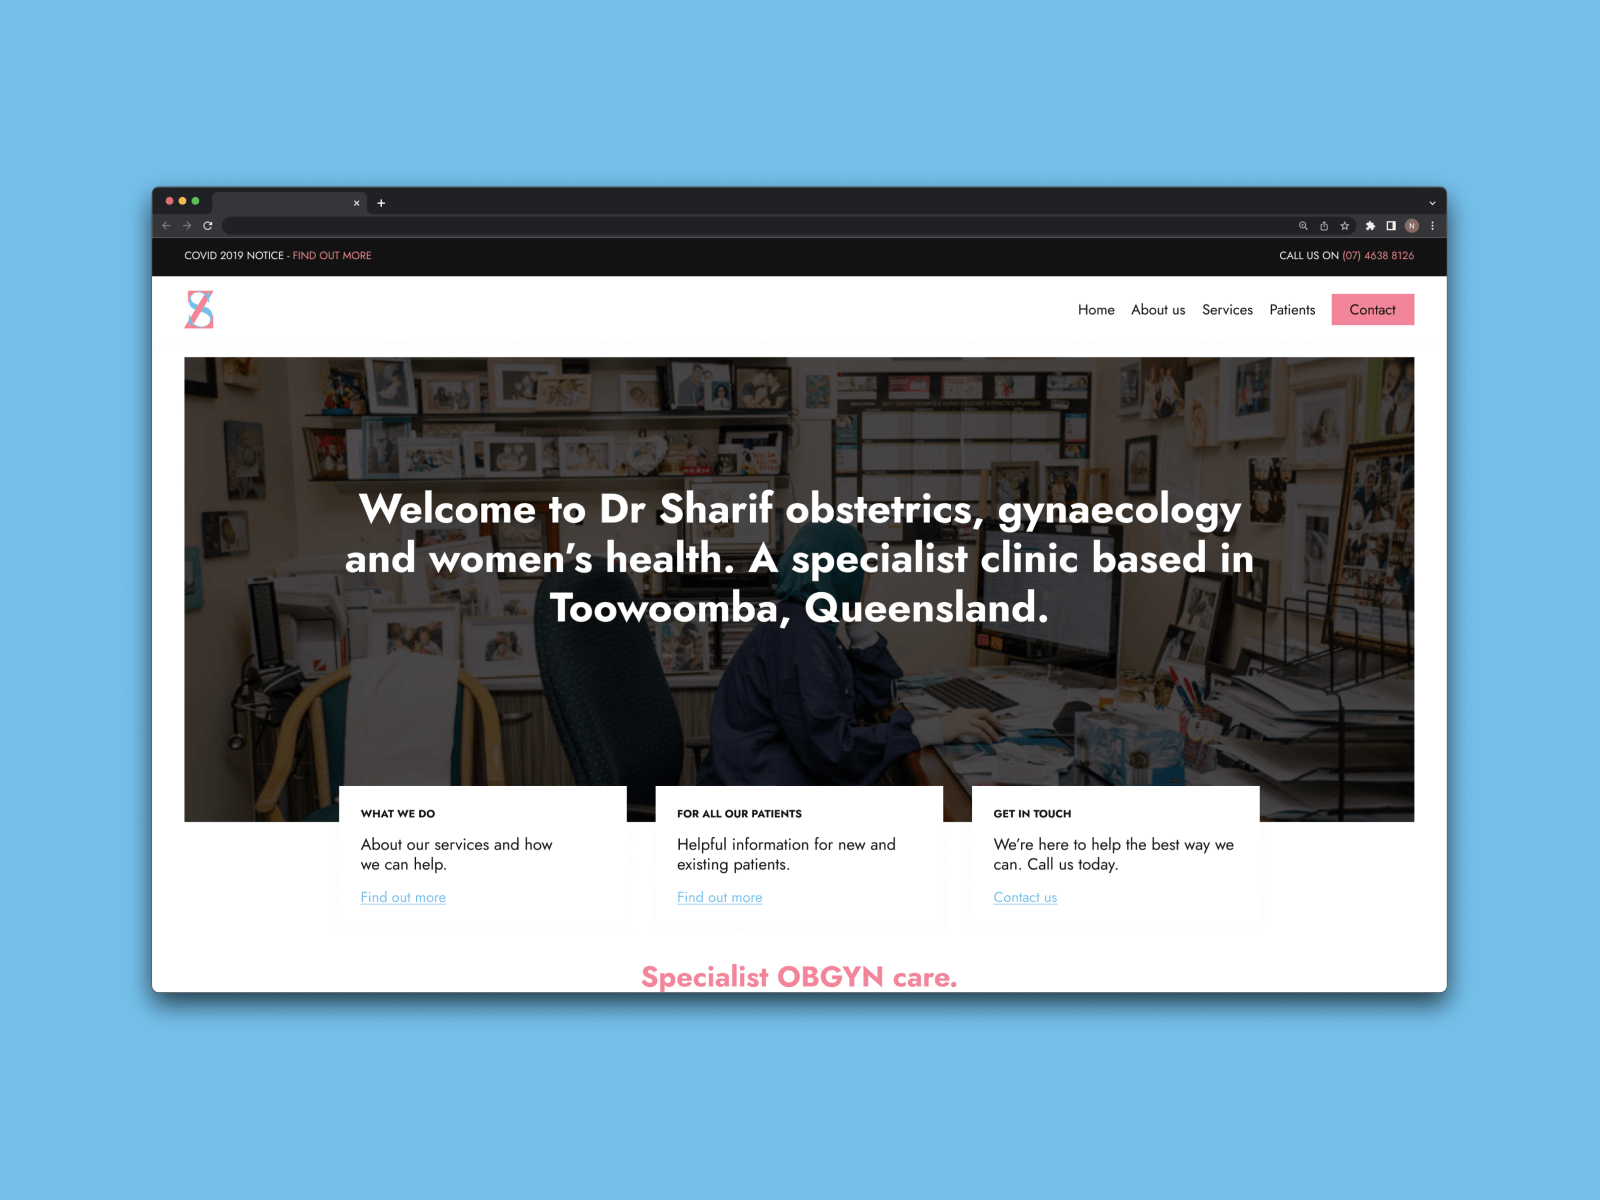 COVID 2019 NOTICE - FIND OUT MORE
CALL US ON (07) 4638 8126
Home About us Services Patients Contact
Welcome to Dr Sharif obstetrics, gynaecology
and women’s health. A specialist clinic based in
Toowoomba, Queensland.
WHAT WE DO
About our services and how
we can help.
Find out more
FOR ALL OUR PATIENTS
Helpful information for new and
existing patients.
Find out more
GET IN TOUCH
We’re here to help the best way we
can. Call us today.
Contact us
Specialist OBGYN care.
N